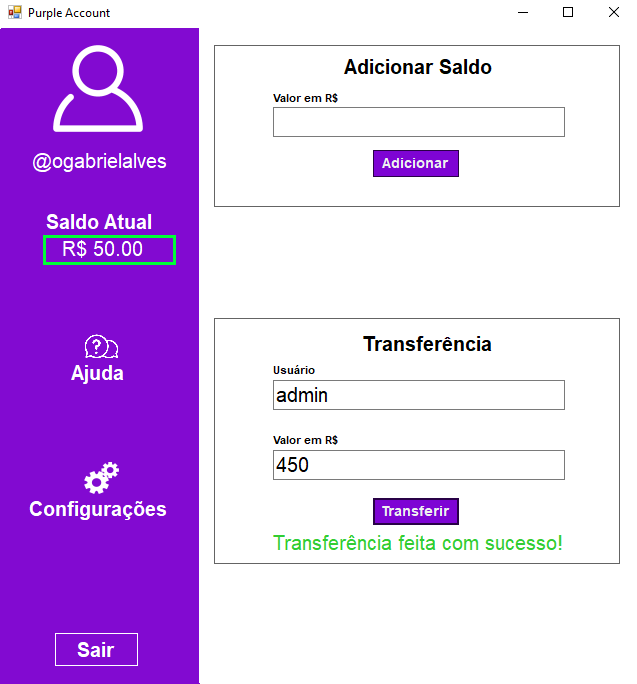 Purple Account
@ogabrielalves
Saldo Atual
R$ 50.00
Ajuda
Configurações
Sair
Adicionar Saldo
Valor em R$
Adicionar
Transferência
Usuário
admin
Valor em R$
450
Transferir
Transferência feita com sucesso!